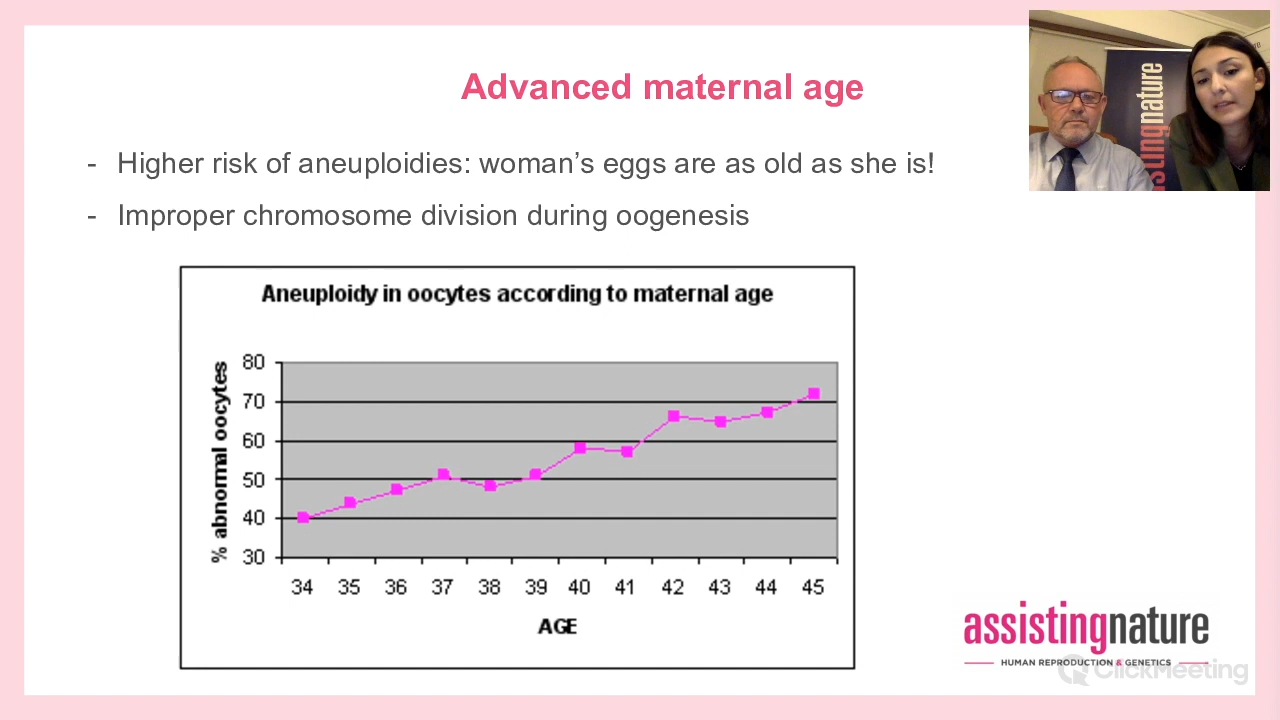 Advanced maternal age
- Higher risk of aneuploidies: woman's eggs are as old as she is!
- Improper chromosome division during oogenesis
Aneuploidy in oocytes according to maternal age
% abnormal oocytes
80
70
60
50
40
30
34 35 36 37 38 39 40 41 42 43 44 45
AGE
assistingnature
HUMAN REPRODUCTION & GENETICS
ClickMeeting
stingnature